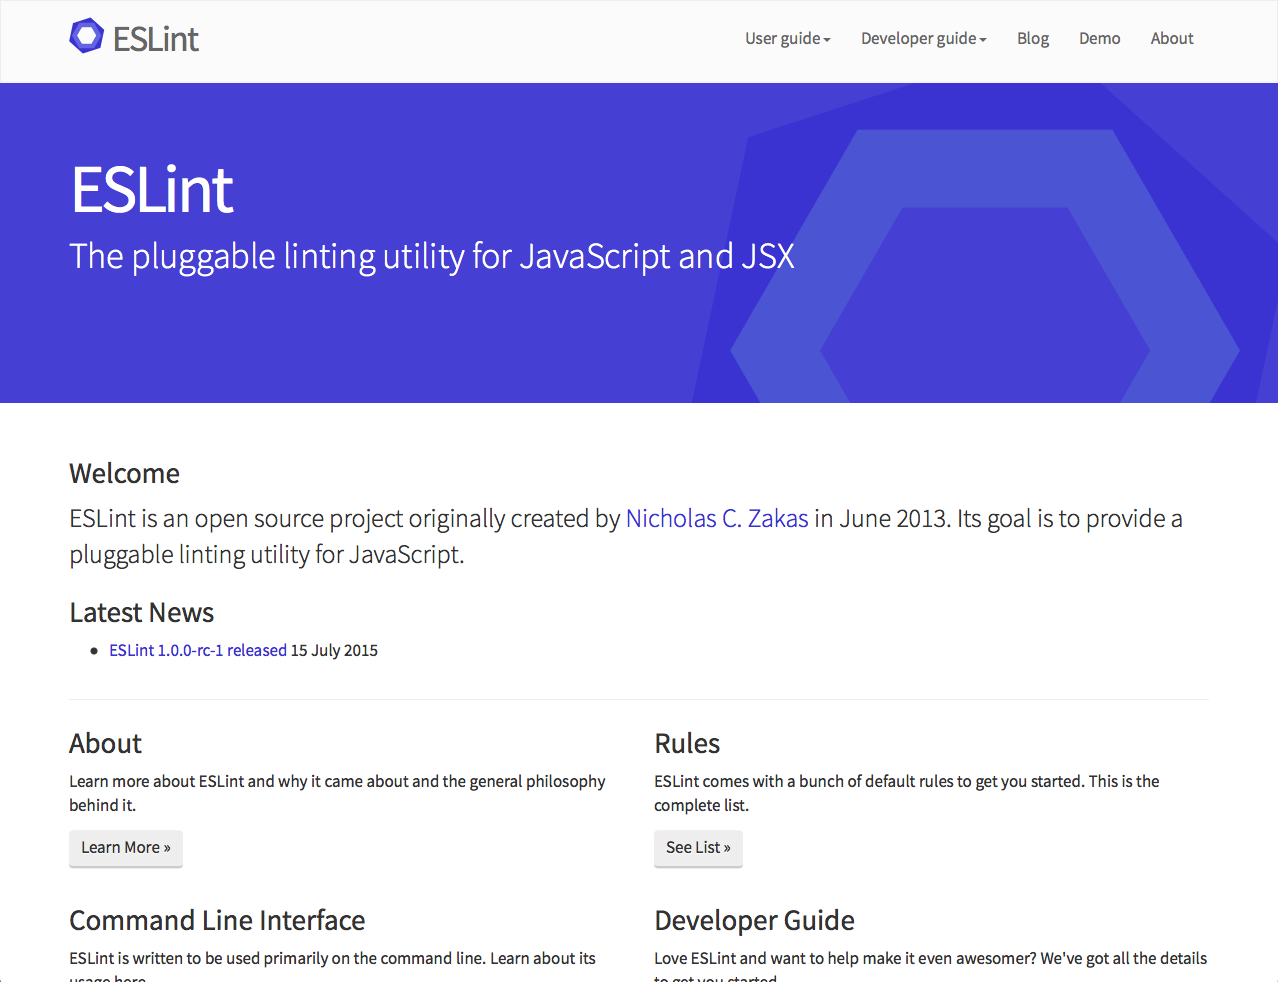 ESLint
User guide
Developer guide
Blog
Demo
About
ESLint
The pluggable linting utility for JavaScript and JSX
Welcome
ESLint is an open source project originally created by Nicholas C. Zakas in June 2013. Its goal is to provide a
pluggable linting utility for JavaScript.
Latest News
ESLint 1.0.0-rc-1 released 15 July 2015
About
Learn more about ESLint and why it came about and the general philosophy
behind it.
Learn More »
Rules
ESLint comes with a bunch of default rules to get you started. This is the
complete list.
See List »
Command Line Interface
ESLint is written to be used primarily on the command line. Learn about its
usage here
Developer Guide
Love ESLint and want to help make it even awesomer? We've got all the details
to get you started